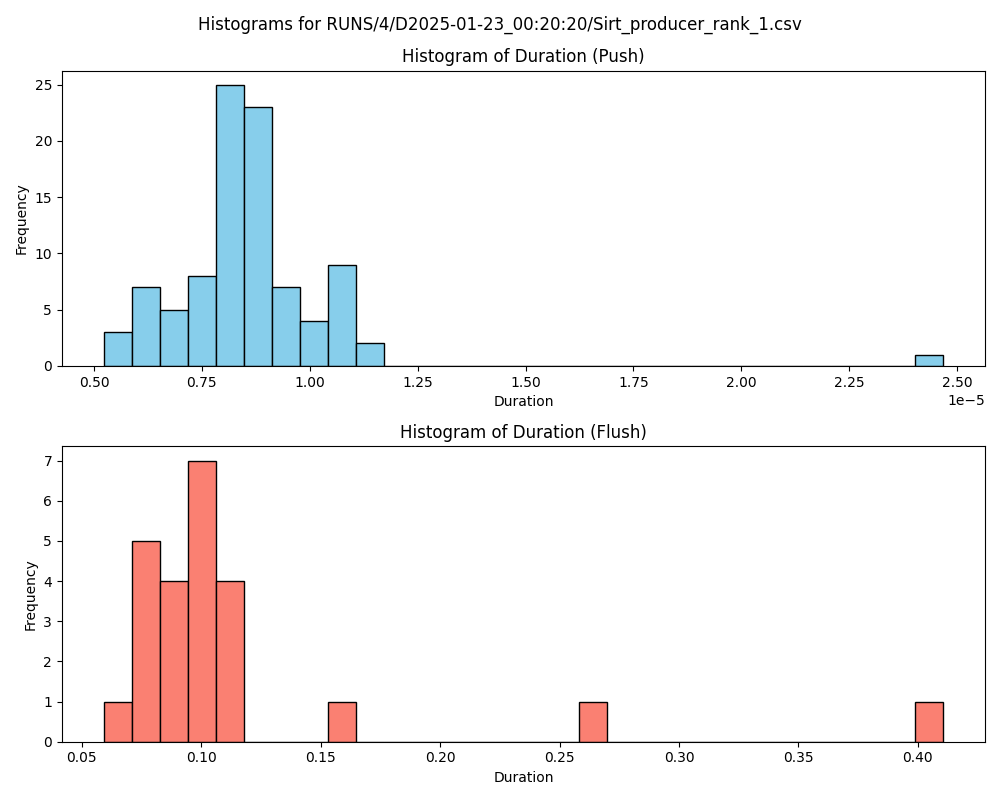 Histograms for RUNS/4/D2025-01-23_00:20:20/Sirt_producer_rank_1.csv
Histogram of Duration (Push)
25
20
15
10
5
0
Frequency
0.50 0.75 1.00 1.25 1.50 1.75 2.00 2.25 2.50
1e−5
Duration
Histogram of Duration (Flush)
7
6
5
4
3
2
1
0
Frequency
0.05 0.10 0.15 0.20 0.25 0.30 0.35 0.40
Duration